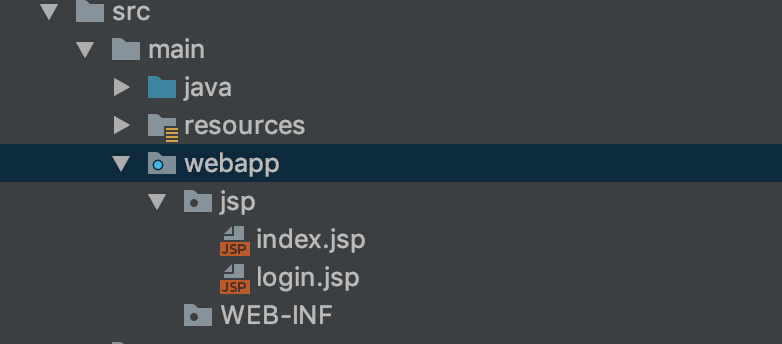 src
main
java
resources
webapp
jsp
JSP index.jsp
JSP login.jsp
WEB-INF